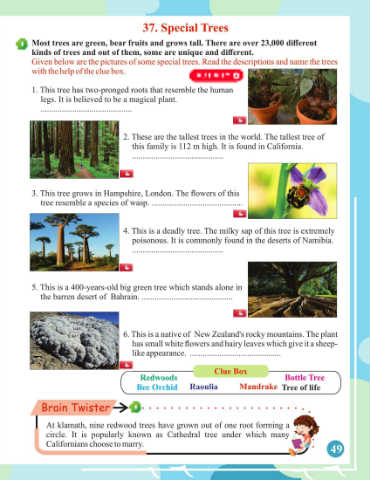 37. Special Trees
Most trees are green, bear fruits and grows tall. There are over 23,000 different
kinds of trees and out of them, some are unique and different.
Given below are the pictures of some special trees. Read the descriptions and name the trees
with the help of the clue box.
1. This tree has two-pronged roots that resemble the human
legs. It is believed to be a magical plant.
..........................................
2. These are the tallest trees in the world. The tallest tree of
this family is 112 m high. It is found in California.
..........................................
3. This tree grows in Hampshire, London. The flowers of this
tree resemble a species of wasp. ..........................................
4. This is a deadly tree. The milky sap of this tree is extremely
poisonous. It is commonly found in the deserts of Namibia.
..........................................
5. This is a 400-years-old big green tree which stands alone in
the barren desert of Bahrain. ..........................................
6. This is a native of New Zealand's rocky mountains. The plant
has small white flowers and hairy leaves which give it a sheep-
like appearance. ..........................................
Clue Box
Redwoods Bottle Tree
Bee Orchid Raoulia Mandrake Tree of life
Brain Twister
At klamath, nine redwood trees have grown out of one root forming a
circle. It is popularly known as Cathedral tree under which many
Californians choose to marry.
49